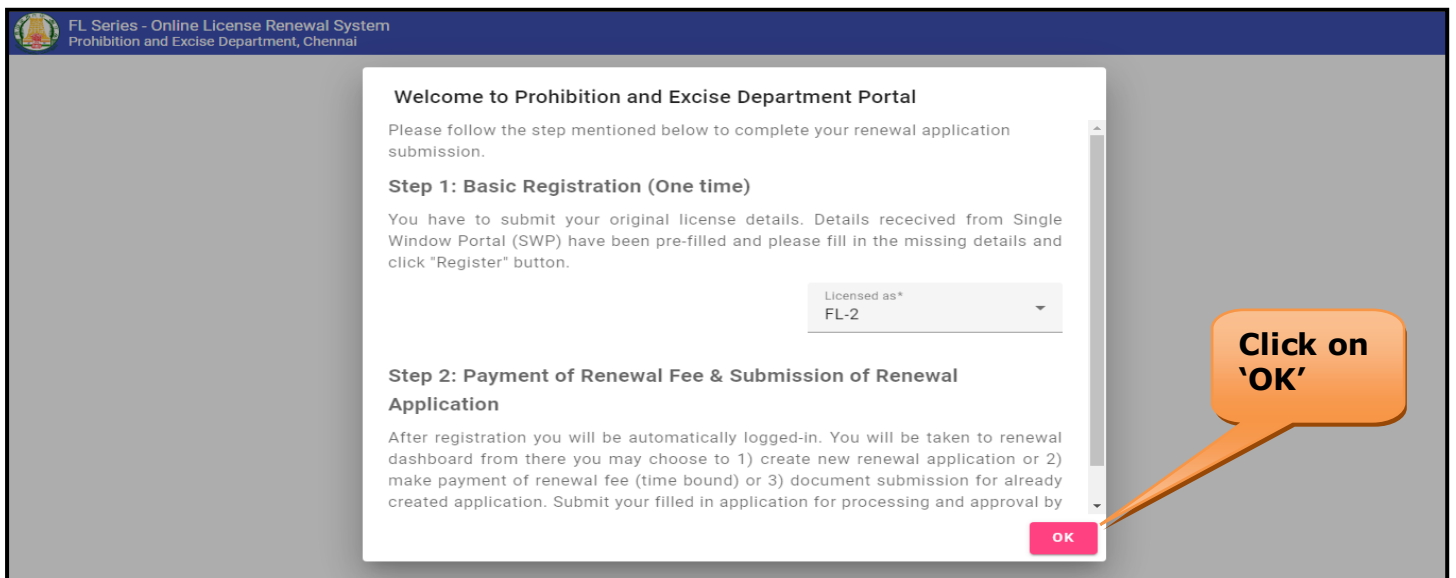 FL Series - Online License Renewal System
Prohibition and Excise Department, Chennai
Welcome to Prohibition and Excise Department Portal
Please follow the step mentioned below to complete your renewal application
submission.
Step 1: Basic Registration (One time)
You have to submit your original license details. Details rececived from Single
Window Portal (SWP) have been pre-filled and please fill in the missing details and
click "Register" button.
Licensed as*
FL-2
Step 2: Payment of Renewal Fee & Submission of Renewal
Application
After registration you will be automatically logged-in. You will be taken to renewal
dashboard from there you may choose to 1) create new renewal application or 2)
make payment of renewal fee (time bound) or 3) document submission for already
created application. Submit your filled in application for processing and approval by
OK
Click on
‘OK’